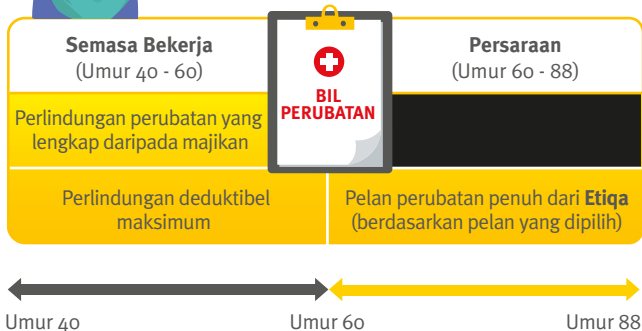 Semasa Bekerja
(Umur 40 - 60)
BIL
PERUBATAN
Persaraan
(Umur 60 - 88)
Perlindungan perubatan yang
lengkap daripada majikan
Perlindungan deduktibel
maksimum
Pelan perubatan penuh dari Etiqa
(berdasarkan pelan yang dipilih)
Umur 40
Umur 60
Umur 88